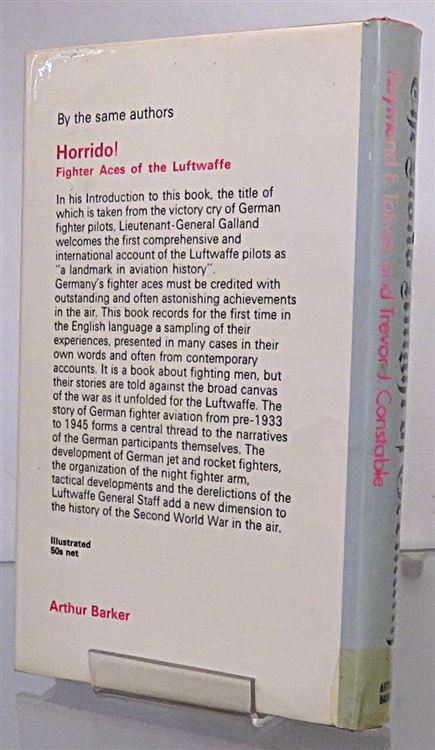 By the same authors
Horrido!
Fighter Aces of the Luftwaffe
In his Introduction to this book, the title of
which is taken from the victory cry of German
fighter pilots, Lieutenant-General Galland
welcomes the first comprehensive and
international account of the Luftwaffe pilots as
"a landmark in aviation history".
Germany's fighter aces must be credited with
outstanding and often astonishing achievements
in the air. This book records for the first time in
the English language a sampling of their
experiences, presented in many cases in their
own words and often from contemporary
accounts. It is a book about fighting men, but
their stories are told against the broad canvas
of the war as it unfolded for the Luftwaffe. The
story of German fighter aviation from pre-1933
to 1945 forms a central thread to the narratives
of the German participants themselves. The
development of German jet and rocket fighters,
the organization of the night fighter arm,
tactical developments and the derelictions of the
Luftwaffe General Staff add a new dimension to
the history of the Second World War in the air.
Illustrated
50s net
Arthur Barker
Raymond F Toliver and Trevor J Constable